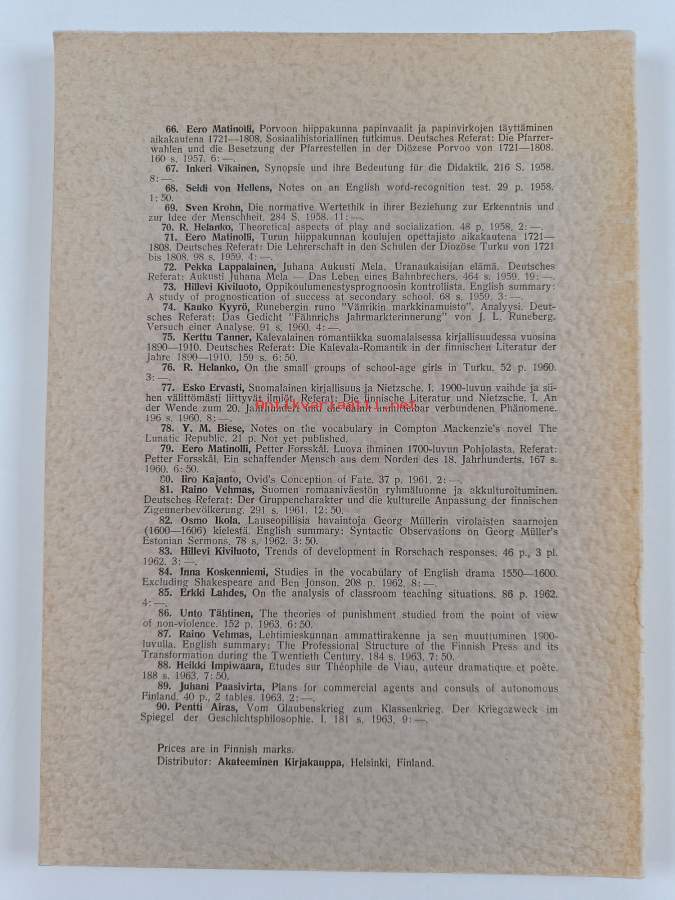 66. Eero Matinolli, Porvoon hiippakunna papinvaalit ja papinvirkojen täyttäminen
aikakautena 1721—1808. Sosiaalihistoriallinen tutkimus. Deutsches Referat: Die Pfarrer-
wahlen und die Besetzung der Pfarrestellen in der Diözese Porvoo von 1721—1808.
160 s. 1957. 6: —.
67. Inkeri Vikainen, Synopsie und ihre Bedeutung für die Didaktik. 216 S. 1958.
8: —.
68. Seidi von Hellens, Notes on an English word-recognition test. 29 p. 1958.
1: 50.
69. Sven Krohn, Die normative Wertethik in ihrer Beziehung zur Erkenntnis und
zur Idee der Menschheit. 284 S. 1958. 11: —.
70. R. Helanko, Theoretical aspects of play and socialization. 48 p. 1958. 2: —.
71. Eero Matinolli, Turun hiippakunnan koulujen opettajisto aikakautena 1721—
1808. Deutsches Referat: Die Lehrerschaft in den Schulen der Diözöse Turku von 1721
bis 1808. 98 s. 1959. 4: —.
72. Pekka Lappalainen, Juhana Aukusti Mela. Uranaukaisijan elämä. Deutsches
Referat: Aukusti Juhana Mela — Das Leben eines Bahnbrechers. 464 s. 1959. 19: —.
73. Hillevi Kiviluoto, Oppikoulumenestysprognoosin kontrollista. English summary:
A study of prognostication of success at secondary school. 68 s. 1959. 3: —.
74. Kauko Kyyrö, Runebergin runo "Vänrikin markkinamuisto". Analyysi. Deut-
sches Referat: Das Gedicht "Fähnrichs Jahrmarkterinnerung" von J. L. Runeberg.
Versuch einer Analyse. 91 s. 1960. 4: —.
75. Kerttu Tanner, Kalevalainen romantiikka suomalaisessa kirjallisuudessa vuosina
1890—1910. Deutsches Referat: Die Kalevala-Romantik in der finnischen Literatur der
Jahre 1890—1910. 159 s. 6: 50.
76. R. Helanko, On the small groups of school-age girls in Turku. 52 p. 1960.
3: —.
77. Esko Ervasti, Suomalainen kirjallisuus ja Nietzsche. I. 1900-luvun vaihde ja sii-
hen välittömästi liittyvät ilmiöt. Referat: Die finnische Literatur und Nietzsche. I. An
der Wende zum 20. Jahrhundert und die damit unmittelbar verbundenen Phänomene.
antikvariaatti.net
196 s. 1960. 8: —.
78. Y. M. Biese, Notes on the vocabulary in Compton Mackenzie's novel The
Lunatic Republic. 21 p. Not yet published.
79. Eero Matinolli, Petter Forsskål. Luova ihminen 1700-luvun Pohjolasta. Referat:
Petter Forsskål. Ein schaffender Mensch aus dem Norden des 18. Jahrhunderts. 167 s.
1960. 6: 50.
80. Iiro Kajanto, Ovid's Conception of Fate. 37 p. 1961. 2: —.
81. Raino Vehmas, Suomen romaaniväestön ryhmäluonne ja akkulturoituminen.
Deutsches Referat: Der Gruppencharakter und die kulturelle Anpassung der finnischen
Zigeunerbevölkerung. 291 s. 1961. 12: 50.
82. Osmo Ikola, Lauseopillisia havaintoja Georg Müllerin virolaisten saarnojen
(1600—1606) kielestä. English summary: Syntactic Observations on Georg Müller's
Estonian Sermons. 78 s. 1962. 3: 50.
83. Hillevi Kiviluoto, Trends of development in Rorschach responses. 46 p., 3 pl.
1962. 3: —.
84. Inna Koskenniemi, Studies in the vocabulary of English drama 1550—1600.
Excluding Shakespeare and Ben Jonson. 208 p. 1962. 8: —.
85. Erkki Lahdes, On the analysis of classroom teaching situations. 86 p. 1962.
4: —.
86. Unto Tähtinen, The theories of punishment studied from the point of view
of non-violence. 152 p. 1963. 6: 50.
87. Raino Vehmas, Lehtimieskunnan ammattirakenne ja sen muuttuminen 1900-
luvulla. English summary: The Professional Structure of the Finnish Press and its
Transformation during the Twentieth Century. 184 s. 1963. 7: 50.
88. Heikki Impiwaara, Études sur Théophile de Viau, auteur dramatique et poète.
188 s. 1963. 7: 50.
89. Juhani Paasivirta, Plans for commercial agents and consuls of autonomous
Finland. 40 p., 2 tables. 1963. 2: —.
90. Pentti Airas, Vom Glaubenskrieg zum Klassenkrieg. Der Kriegszweck im
Spiegel der Geschichtsphilosophie. I. 181 s. 1963. 9: —.
Prices are in Finnish marks.
Distributor: Akateeminen Kirjakauppa, Helsinki, Finland.